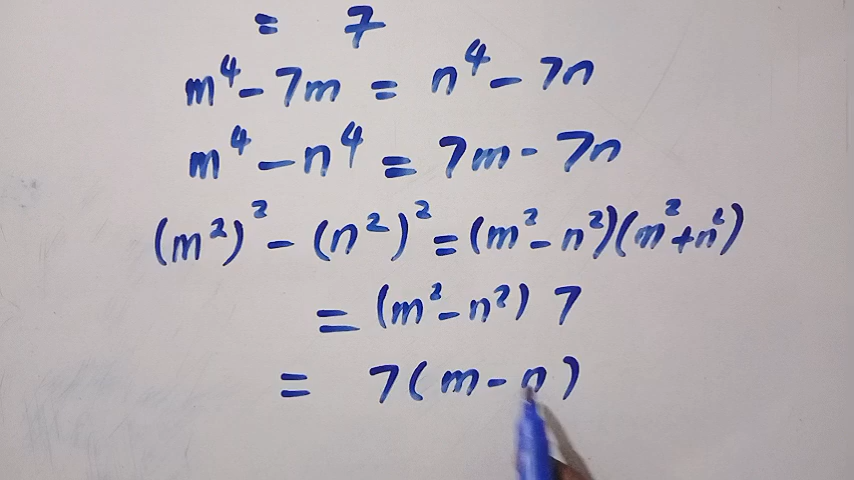 = 7
m⁴ - 7m = n⁴ - 7n
m⁴ - n⁴ = 7m - 7n
(m²)² - (n²)² = (m² - n²)(m² + n²)
= (m² - n²) 7
= 7(m - n)